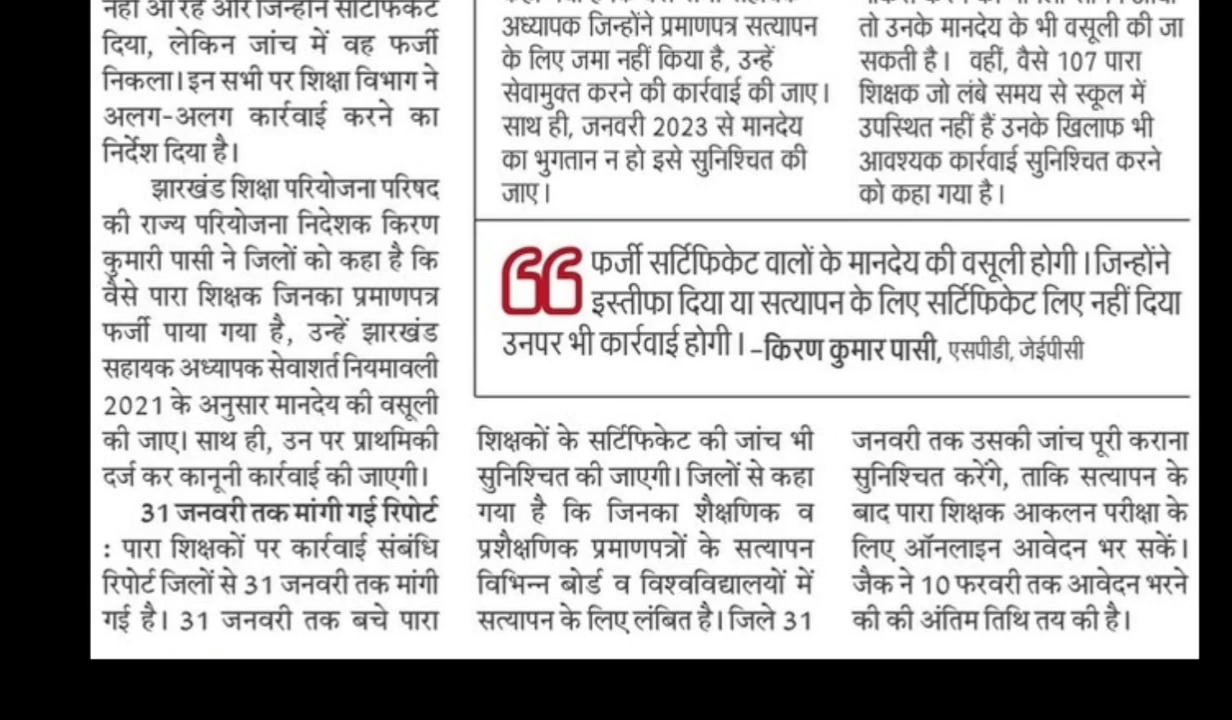 नहीं आ रहे और जिन्होंने सर्टिफिकेट
दिया, लेकिन जांच में वह फर्जी
निकला। इन सभी पर शिक्षा विभाग ने
अलग-अलग कार्रवाई करने का
निर्देश दिया है।
झारखंड शिक्षा परियोजना परिषद
की राज्य परियोजना निदेशक किरण
कुमारी पासी ने जिलों को कहा है कि
वैसे पारा शिक्षक जिनका प्रमाणपत्र
फर्जी पाया गया है, उन्हें झारखंड
सहायक अध्यापक सेवाशर्त नियमावली
2021 के अनुसार मानदेय की वसूली
की जाए। साथ ही, उन पर प्राथमिकी
दर्ज कर कानूनी कार्रवाई की जाएगी।
31 जनवरी तक मांगी गई रिपोर्ट
: पारा शिक्षकों पर कार्रवाई संबंधि
रिपोर्ट जिलों से 31 जनवरी तक मांगी
गई है। 31 जनवरी तक बचे पारा
अध्यापक जिन्होंने प्रमाणपत्र सत्यापन
के लिए जमा नहीं किया है, उन्हें
सेवामुक्त करने की कार्रवाई की जाए।
साथ ही, जनवरी 2023 से मानदेय
का भुगतान न हो इसे सुनिश्चित की
जाए।
तो उनके मानदेय के भी वसूली की जा
सकती है। वहीं, वैसे 107 पारा
शिक्षक जो लंबे समय से स्कूल में
उपस्थित नहीं हैं उनके खिलाफ भी
आवश्यक कार्रवाई सुनिश्चित करने
को कहा गया है।
फर्जी सर्टिफिकेट वालों के मानदेय की वसूली होगी। जिन्होंने
इस्तीफा दिया या सत्यापन के लिए सर्टिफिकेट लिए नहीं दिया
उनपर भी कार्रवाई होगी। -किरण कुमार पासी, एसपीडी, जेईपीसी
शिक्षकों के सर्टिफिकेट की जांच भी
सुनिश्चित की जाएगी। जिलों से कहा
गया है कि जिनका शैक्षणिक व
प्रशैक्षणिक प्रमाणपत्रों के सत्यापन
विभिन्न बोर्ड व विश्वविद्यालयों में
सत्यापन के लिए लंबित है। जिले 31
जनवरी तक उसकी जांच पूरी कराना
सुनिश्चित करेंगे, ताकि सत्यापन के
बाद पारा शिक्षक आकलन परीक्षा के
लिए ऑनलाइन आवेदन भर सकें।
जैक ने 10 फरवरी तक आवेदन भरने
की की अंतिम तिथि तय की है।